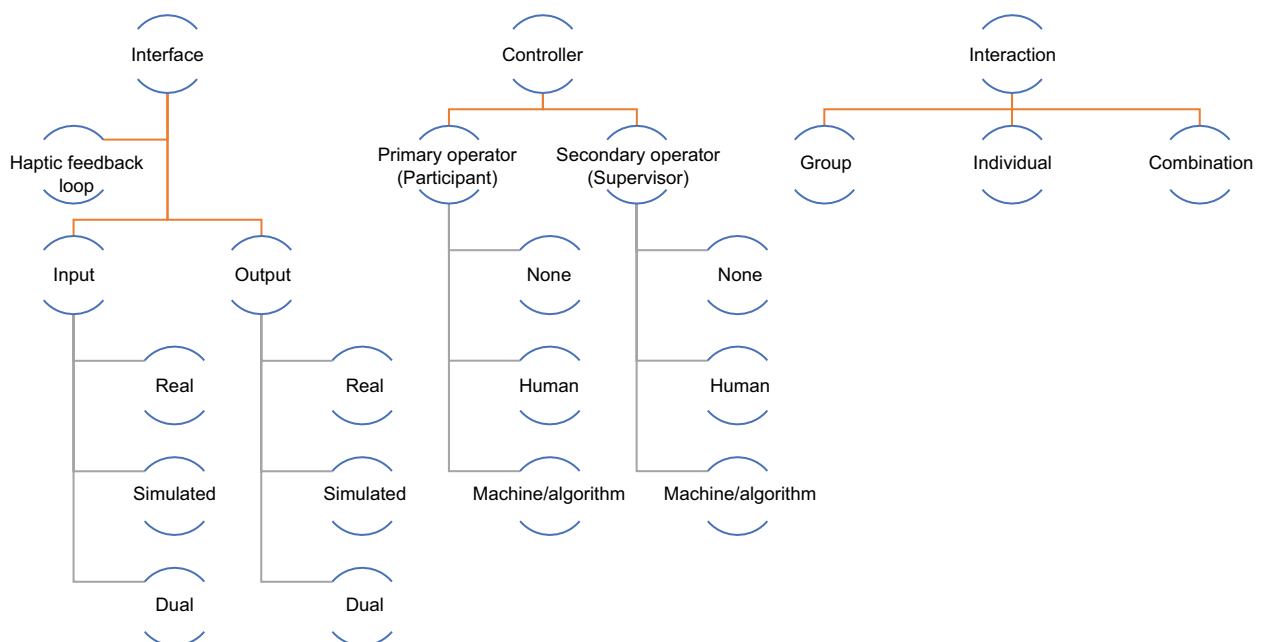 Interface
Haptic feedback
loop
Input
Output
Real
Real
Simulated
Simulated
Dual
Dual
Controller
Primary operator
(Participant)
Secondary operator
(Supervisor)
None
None
Human
Human
Machine/algorithm
Machine/algorithm
Interaction
Group
Individual
Combination